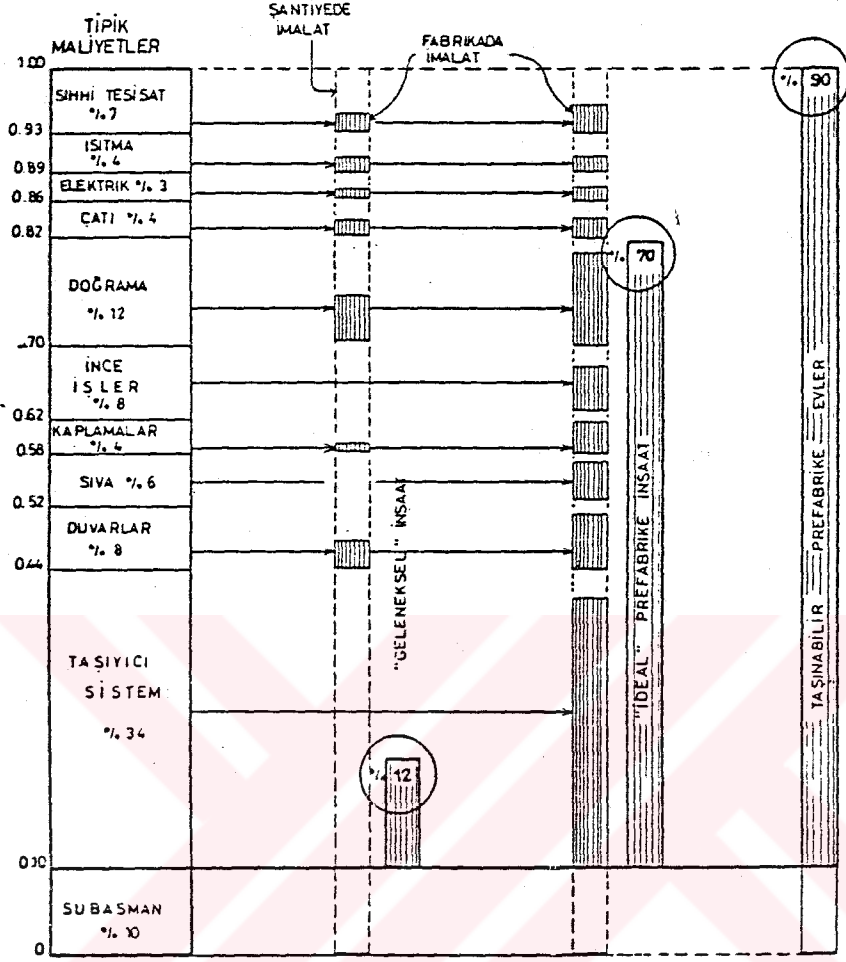 TİPİK
MALİYETLER
ŞANTİYEDE
İMALAT
FABRİKADA
İMALAT
1.00
SIHHİ TESİSAT
%.7
0.93
ISITMA
%.4
0.89
ELEKTRİK %.3
0.86
ÇATI %.4
0.82
DOĞRAMA
%.12
.70
İNCE
İŞLER
%.8
0.62
KAPLAMALAR
%.4
0.58
SIVA %.6
0.52
DUVARLAR
%.8
0.44
TAŞIYICI
SİSTEM
%.34
0.10
SUBASMAN
%.10
0
"GELENEKSEL" İNŞAAT
%.12
"İDEAL" PREFABRİKE İNŞAAT
%.70
TAŞINABİLİR PREFABRİKE EVLER
%.90